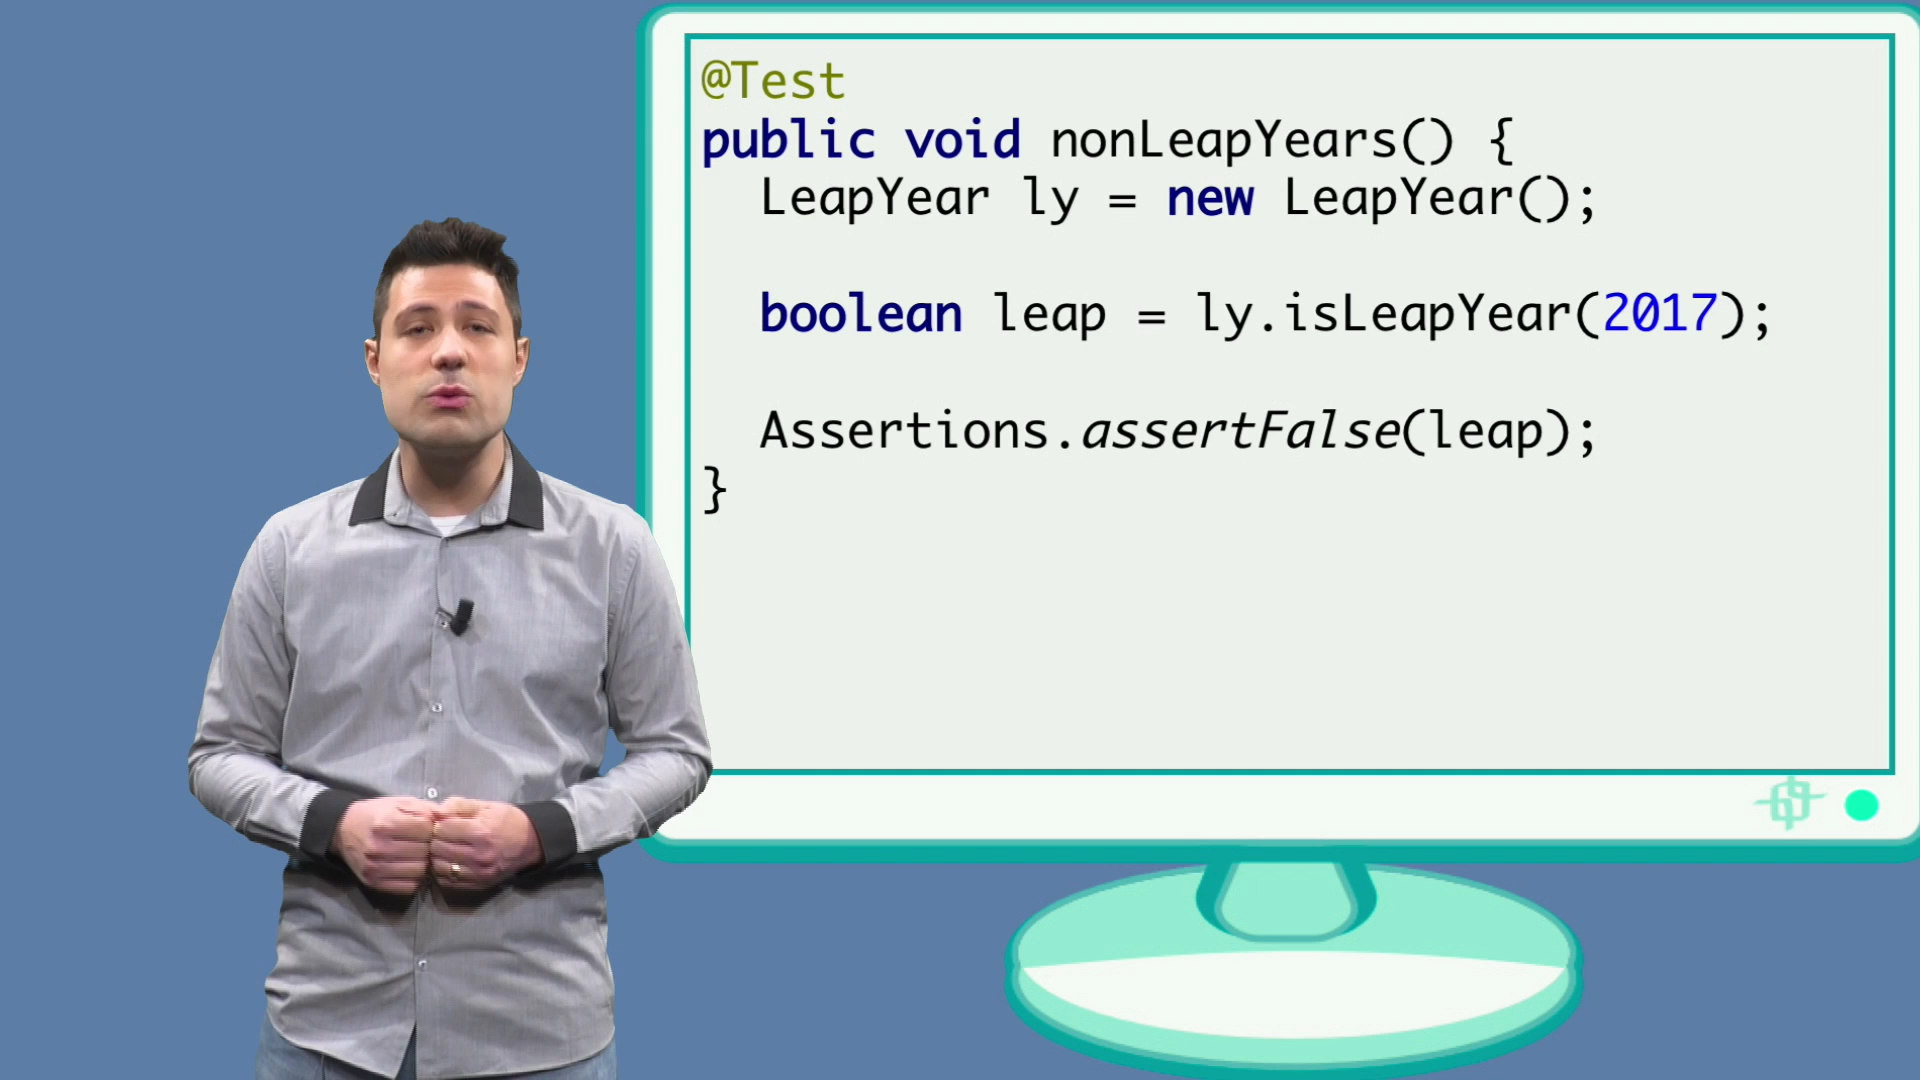 @Test
public void nonLeapYears() {
  LeapYear ly = new LeapYear();
  boolean leap = ly.isLeapYear(2017);
  Assertions.assertFalse(leap);
}